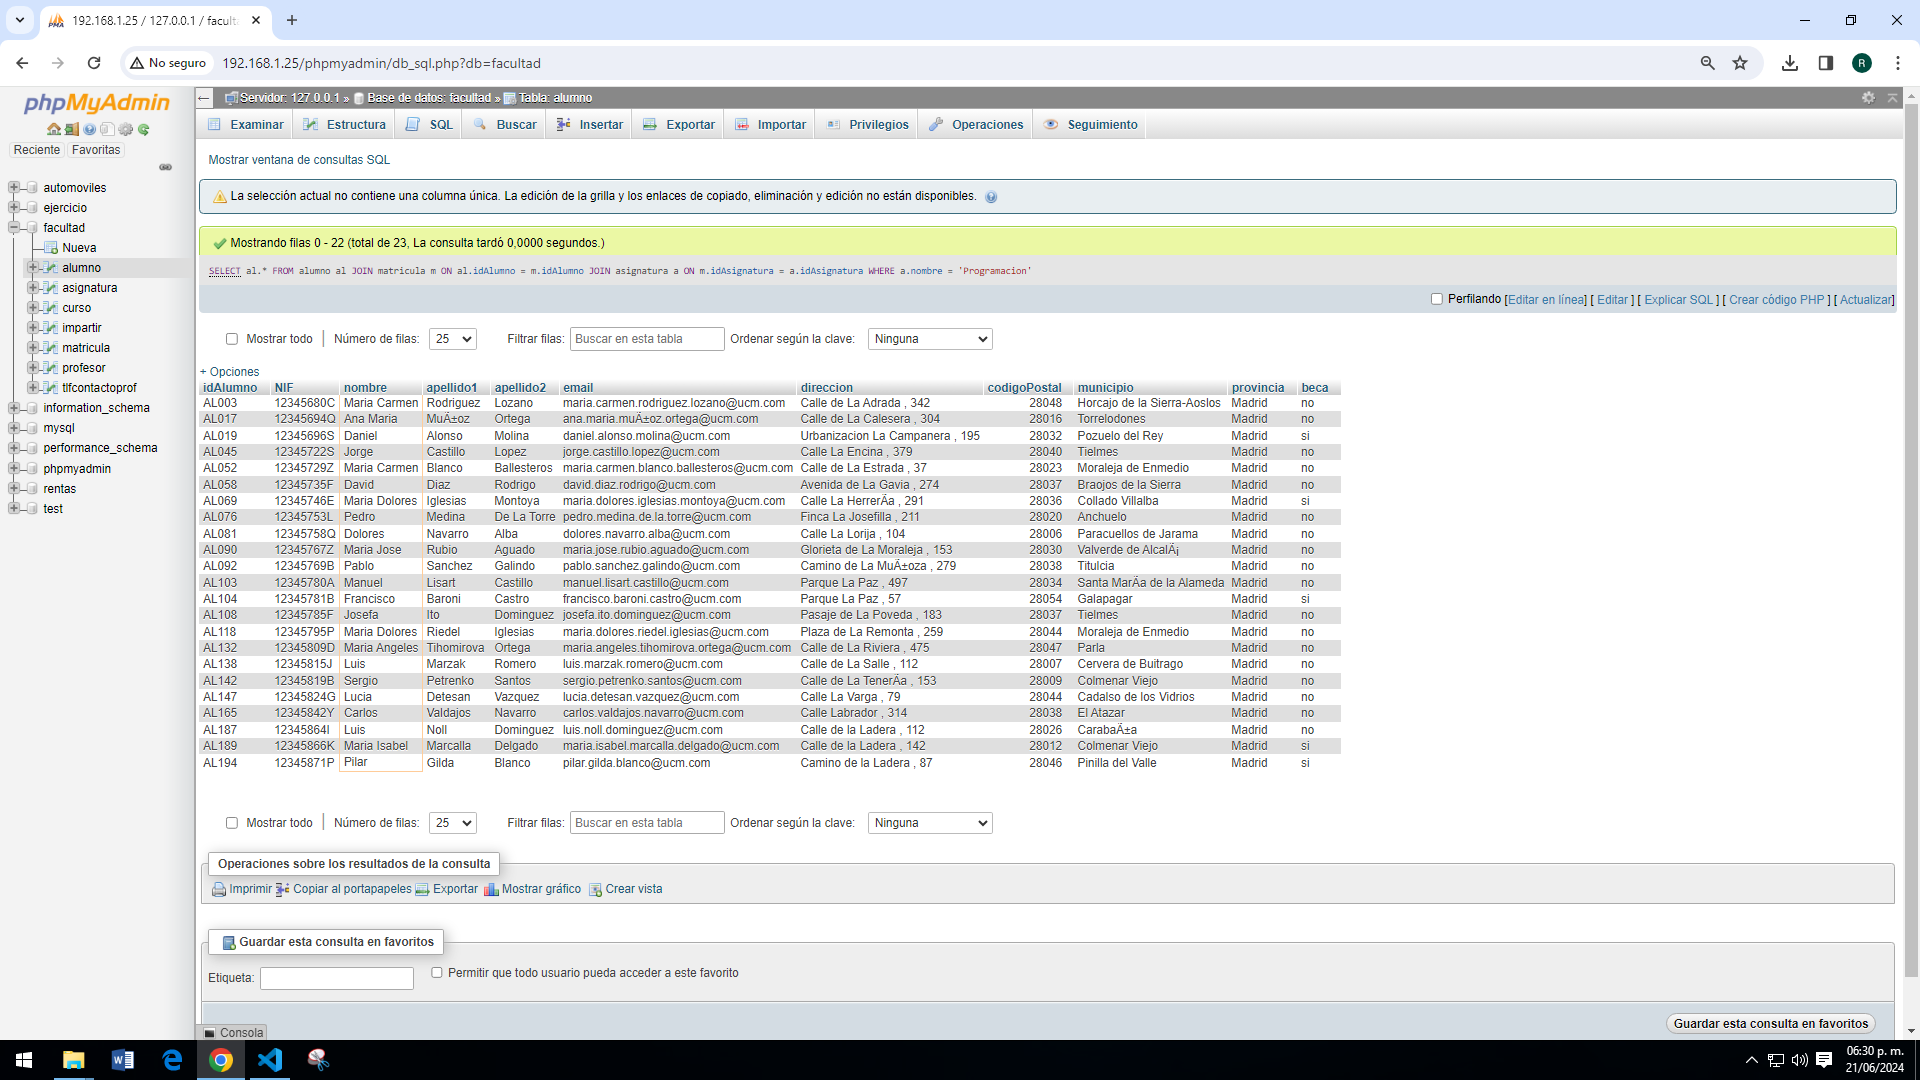 192.168.1.25 / 127.0.0.1 / facult
No seguro
192.168.1.25/phpmyadmin/db_sql.php?db=facultad
R
phpMyAdmin
Reciente
Favoritas
automoviles
ejercicio
facultad
Nueva
alumno
asignatura
curso
impartir
matricula
profesor
tlfcontactoprof
information_schema
mysql
performance_schema
phpmyadmin
rentas
test
Servidor: 127.0.0.1 » Base de datos: facultad » Tabla: alumno
Examinar Estructura SQL Buscar Insertar Exportar Importar Privilegios Operaciones Seguimiento
Mostrar ventana de consultas SQL
La selección actual no contiene una columna única. La edición de la grilla y los enlaces de copiado, eliminación y edición no están disponibles.
Mostrando filas 0 - 22 (total de 23, La consulta tardó 0,0000 segundos.)
SELECT al.* FROM alumno al JOIN matricula m ON al.idAlumno = m.idAlumno JOIN asignatura a ON m.idAsignatura = a.idAsignatura WHERE a.nombre = 'Programacion'
Perfilando [Editar en línea] [ Editar ] [ Explicar SQL ] [ Crear código PHP ] [ Actualizar]
Mostrar todo | Número de filas: 25 Filtrar filas: Buscar en esta tabla Ordenar según la clave: Ninguna
+ Opciones
idAlumno NIF nombre apellido1 apellido2 email direccion codigoPostal municipio provincia beca
AL003 12345680C Maria Carmen Rodriguez Lozano maria.carmen.rodriguez.lozano@ucm.com Calle de La Adrada , 342 28048 Horcajo de la Sierra-Aoslos Madrid no
AL017 12345694Q Ana Maria MuÃ±oz Ortega ana.maria.muÃ±oz.ortega@ucm.com Calle de La Calesera , 304 28016 Torrelodones Madrid no
AL019 12345696S Daniel Alonso Molina daniel.alonso.molina@ucm.com Urbanizacion La Campanera , 195 28032 Pozuelo del Rey Madrid si
AL045 12345722S Jorge Castillo Lopez jorge.castillo.lopez@ucm.com Calle La Encina , 379 28040 Tielmes Madrid no
AL052 12345729Z Maria Carmen Blanco Ballesteros maria.carmen.blanco.ballesteros@ucm.com Calle de La Estrada , 37 28023 Moraleja de Enmedio Madrid no
AL058 12345735F David Diaz Rodrigo david.diaz.rodrigo@ucm.com Avenida de La Gavia , 274 28037 Braojos de la Sierra Madrid no
AL069 12345746E Maria Dolores Iglesias Montoya maria.dolores.iglesias.montoya@ucm.com Calle La HerrerÃa , 291 28036 Collado Villalba Madrid si
AL076 12345753L Pedro Medina De La Torre pedro.medina.de.la.torre@ucm.com Finca La Josefilla , 211 28020 Anchuelo Madrid no
AL081 12345758Q Dolores Navarro Alba dolores.navarro.alba@ucm.com Calle La Lorija , 104 28006 Paracuellos de Jarama Madrid no
AL090 12345767Z Maria Jose Rubio Aguado maria.jose.rubio.aguado@ucm.com Glorieta de La Moraleja , 153 28030 Valverde de AlcalÃ¡ Madrid no
AL092 12345769B Pablo Sanchez Galindo pablo.sanchez.galindo@ucm.com Camino de La MuÃ±oza , 279 28038 Titulcia Madrid no
AL103 12345780A Manuel Lisart Castillo manuel.lisart.castillo@ucm.com Parque La Paz , 497 28034 Santa MarÃa de la Alameda Madrid no
AL104 12345781B Francisco Baroni Castro francisco.baroni.castro@ucm.com Parque La Paz , 57 28054 Galapagar Madrid si
AL108 12345785F Josefa Ito Dominguez josefa.ito.dominguez@ucm.com Pasaje de La Poveda , 183 28037 Tielmes Madrid no
AL118 12345795P Maria Dolores Riedel Iglesias maria.dolores.riedel.iglesias@ucm.com Plaza de La Remonta , 259 28044 Moraleja de Enmedio Madrid no
AL132 12345809D Maria Angeles Tihomirova Ortega maria.angeles.tihomirova.ortega@ucm.com Calle de La Riviera , 475 28047 Parla Madrid no
AL138 12345815J Luis Marzak Romero luis.marzak.romero@ucm.com Calle de La Salle , 112 28007 Cervera de Buitrago Madrid no
AL142 12345819B Sergio Petrenko Santos sergio.petrenko.santos@ucm.com Calle de La TenerÃa , 153 28009 Colmenar Viejo Madrid no
AL147 12345824G Lucia Detesan Vazquez lucia.detesan.vazquez@ucm.com Calle La Varga , 79 28044 Cadalso de los Vidrios Madrid no
AL165 12345842Y Carlos Valdajos Navarro carlos.valdajos.navarro@ucm.com Calle Labrador , 314 28038 El Atazar Madrid no
AL187 12345864I Luis Noll Dominguez luis.noll.dominguez@ucm.com Calle de la Ladera , 112 28026 CarabaÃ±a Madrid no
AL189 12345866K Maria Isabel Marcalla Delgado maria.isabel.marcalla.delgado@ucm.com Calle de la Ladera , 142 28012 Colmenar Viejo Madrid si
AL194 12345871P Pilar Gilda Blanco pilar.gilda.blanco@ucm.com Camino de la Ladera , 87 28046 Pinilla del Valle Madrid si
Mostrar todo | Número de filas: 25 Filtrar filas: Buscar en esta tabla Ordenar según la clave: Ninguna
Operaciones sobre los resultados de la consulta
Imprimir Copiar al portapapeles Exportar Mostrar gráfico Crear vista
Guardar esta consulta en favoritos
Etiqueta: Permitir que todo usuario pueda acceder a este favorito
Guardar esta consulta en favoritos
Consola
06:30 p. m.
21/06/2024